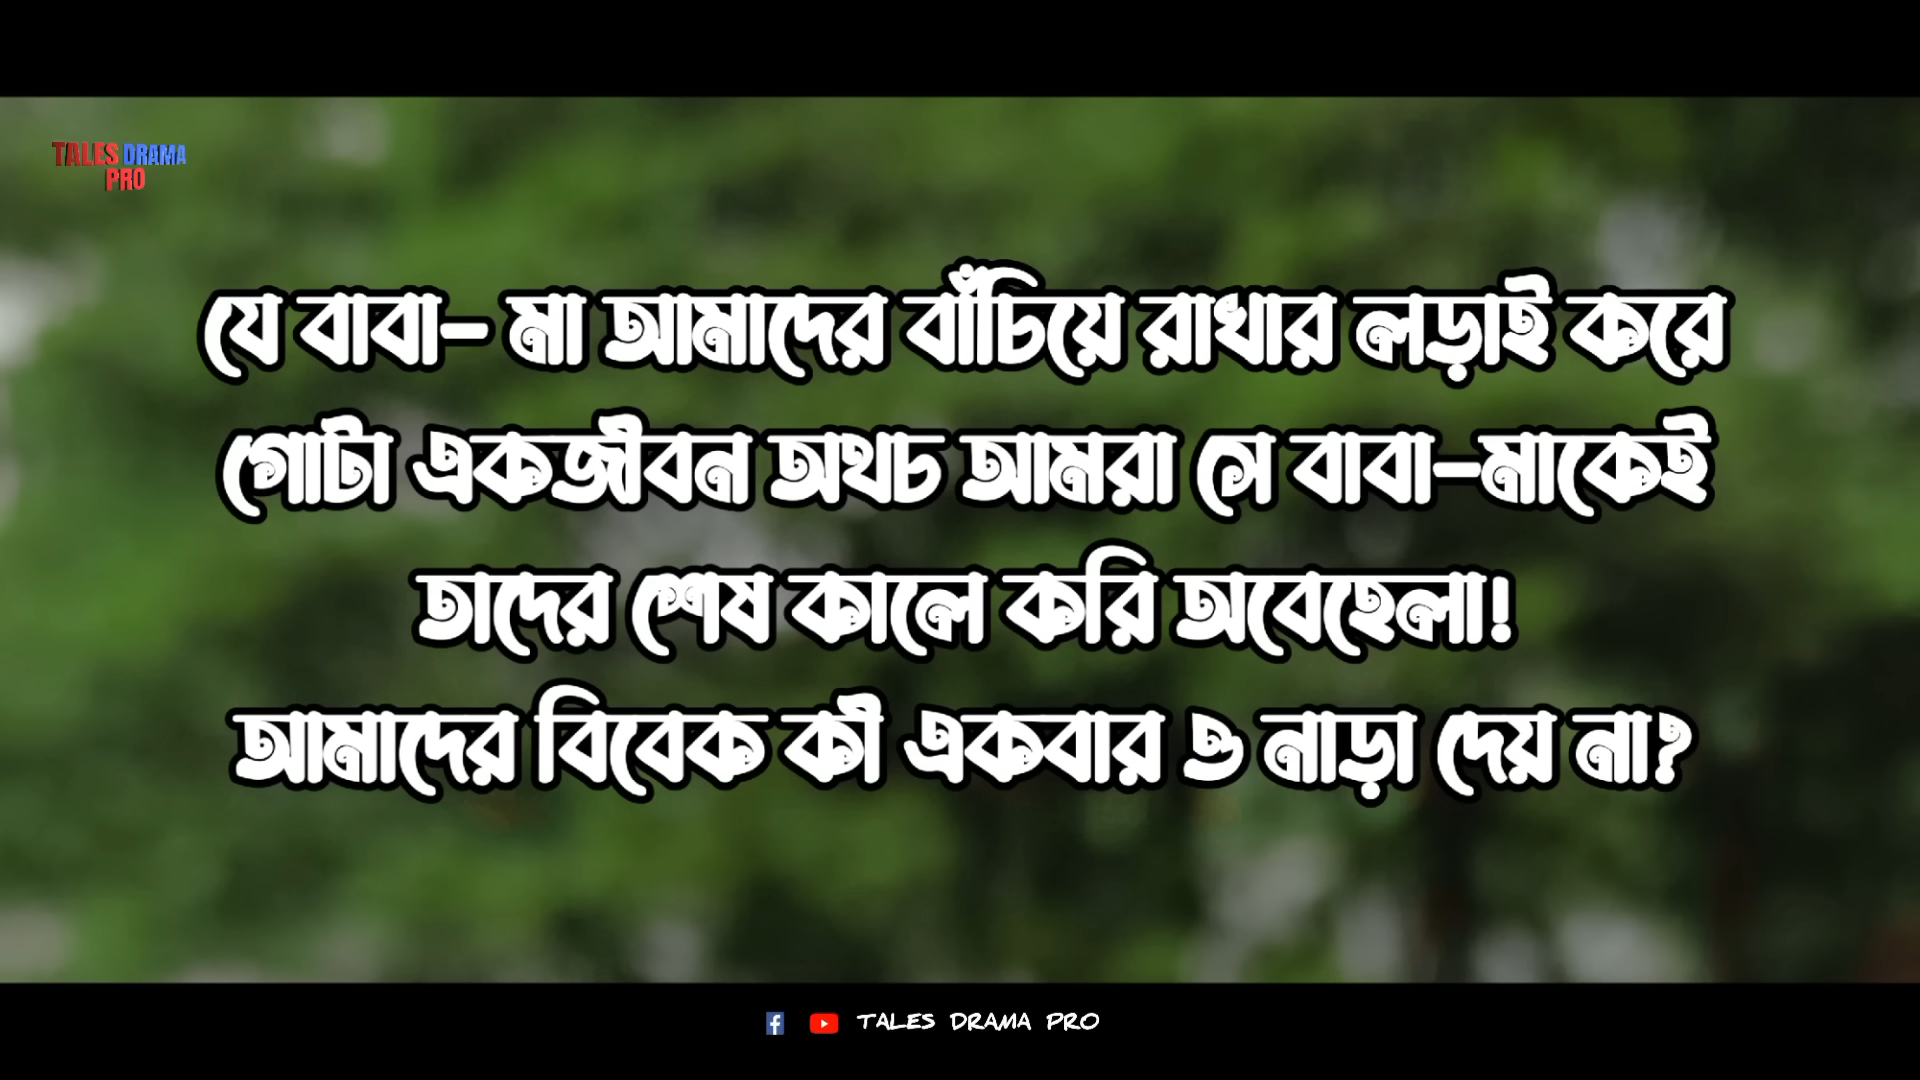 TALES DRAMA
PRO
যে বাবা- মা আমাদের বাঁচিয়ে রাখার লড়াই করে
গোটা একজীবন অথচ আমরা সে বাবা-মাকেই
তাদের শেষ কালে করি অবেহেলা!
আমাদের বিবেক কী একবার ও নাড়া দেয় না?
TALES DRAMA PRO